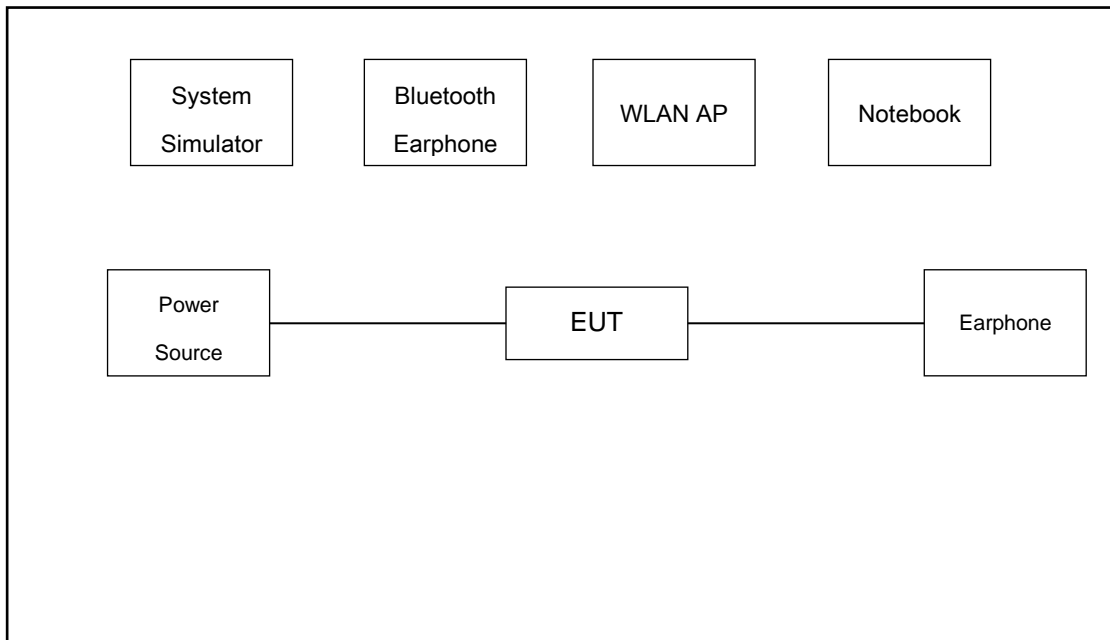 System
Simulator
Bluetooth
Earphone
WLAN AP
Notebook
Power
Source
EUT
Earphone